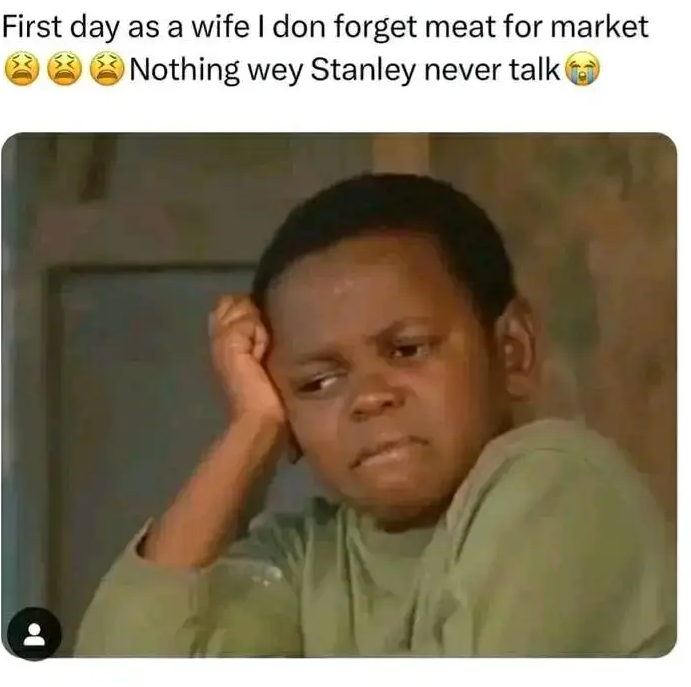 First day as a wife I don forget meat for market
😫 😫 😫 Nothing wey Stanley never talk😭